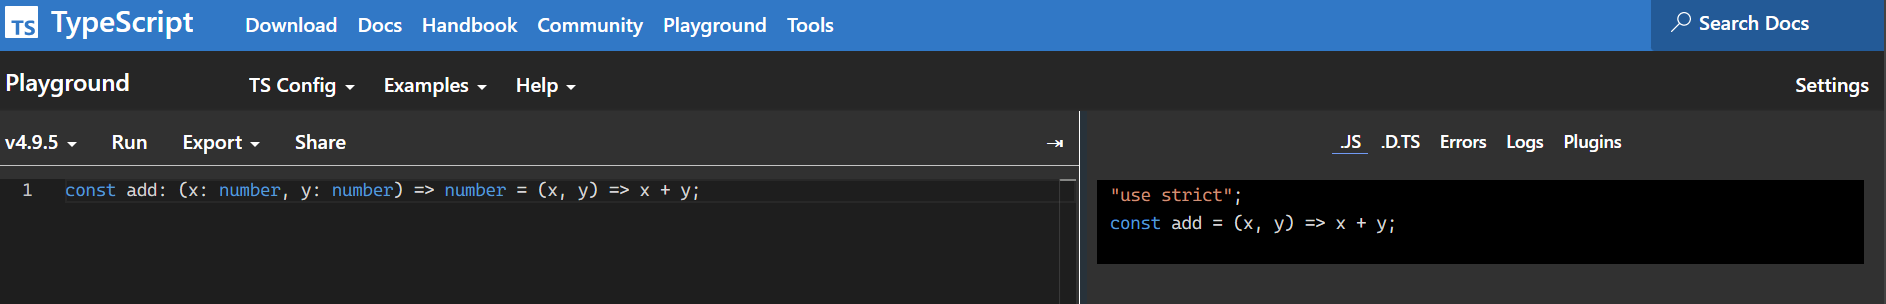 TS TypeScript Download Docs Handbook Community Playground Tools Search Docs
Playground TS Config Examples Help Settings
v4.9.5 Run Export Share .JS .D.TS Errors Logs Plugins
1 const add: (x: number, y: number) => number = (x, y) => x + y;
"use strict";
const add = (x, y) => x + y;